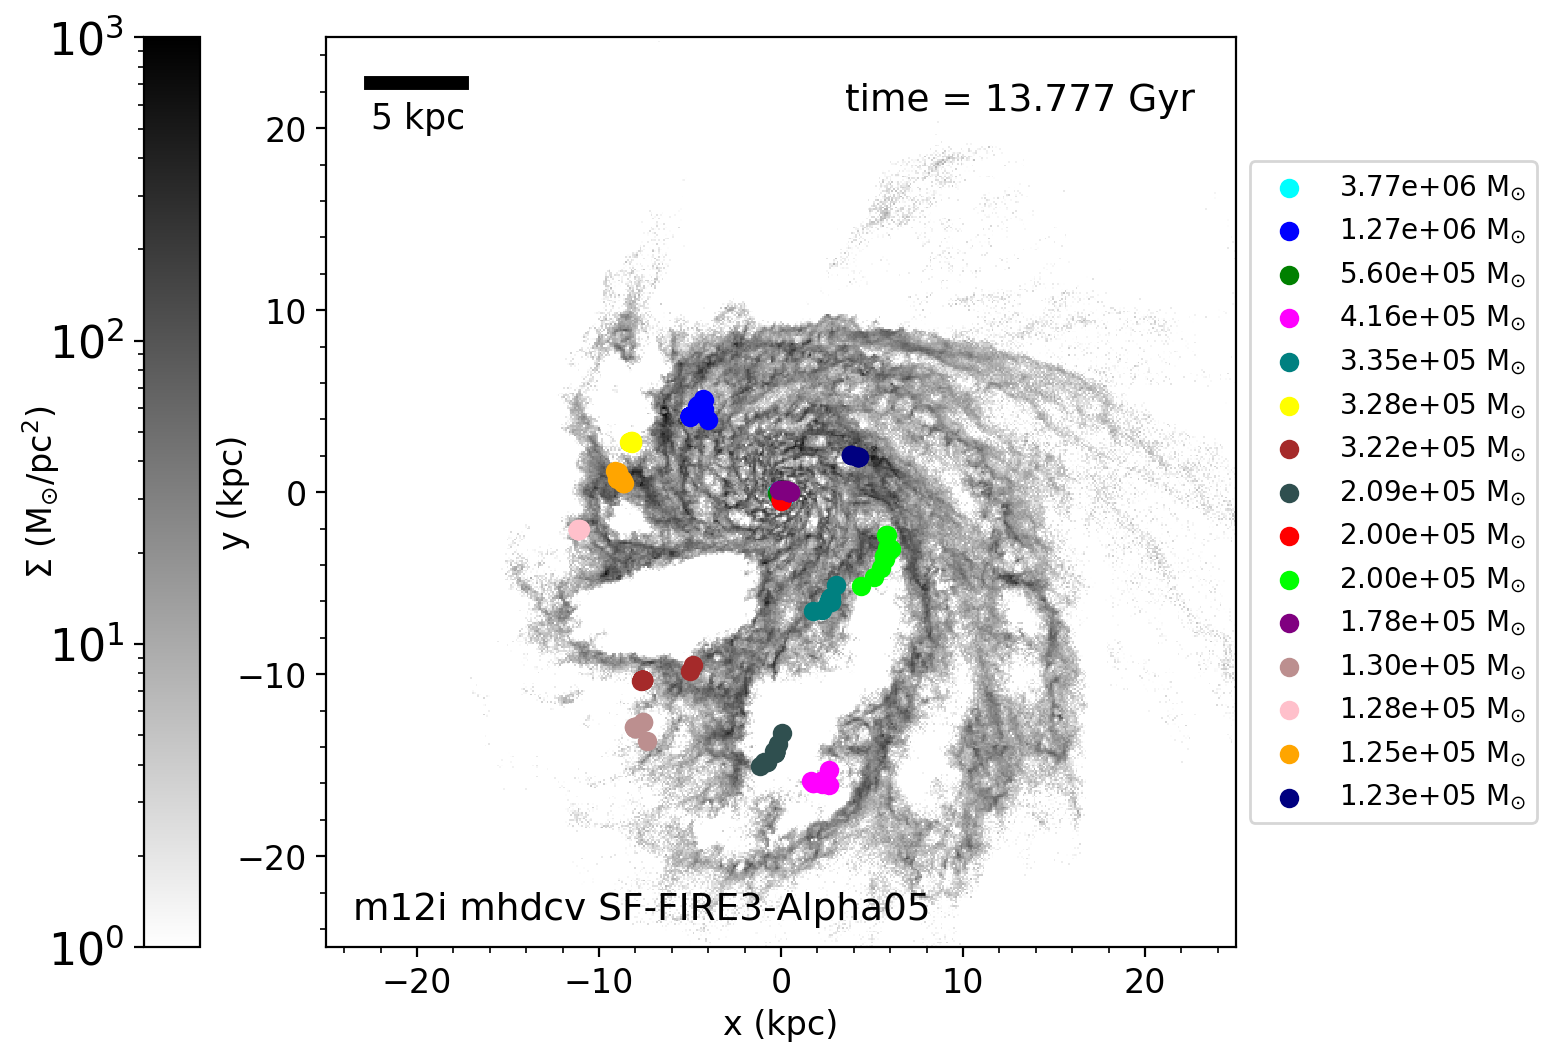 10³
10²
10¹
10⁰
Σ (M⊙/pc²)
y (kpc)
20
10
0
−10
−20
5 kpc
time = 13.777 Gyr
m12i mhdcv SF-FIRE3-Alpha05
−20
−10
0
10
20
x (kpc)
3.77e+06 M⊙
1.27e+06 M⊙
5.60e+05 M⊙
4.16e+05 M⊙
3.35e+05 M⊙
3.28e+05 M⊙
3.22e+05 M⊙
2.09e+05 M⊙
2.00e+05 M⊙
2.00e+05 M⊙
1.78e+05 M⊙
1.30e+05 M⊙
1.28e+05 M⊙
1.25e+05 M⊙
1.23e+05 M⊙